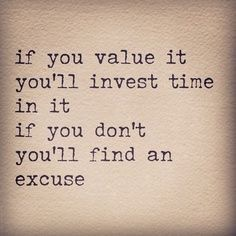 if you value it
you'll invest time
in it
if you don't
you'll find an
excuse